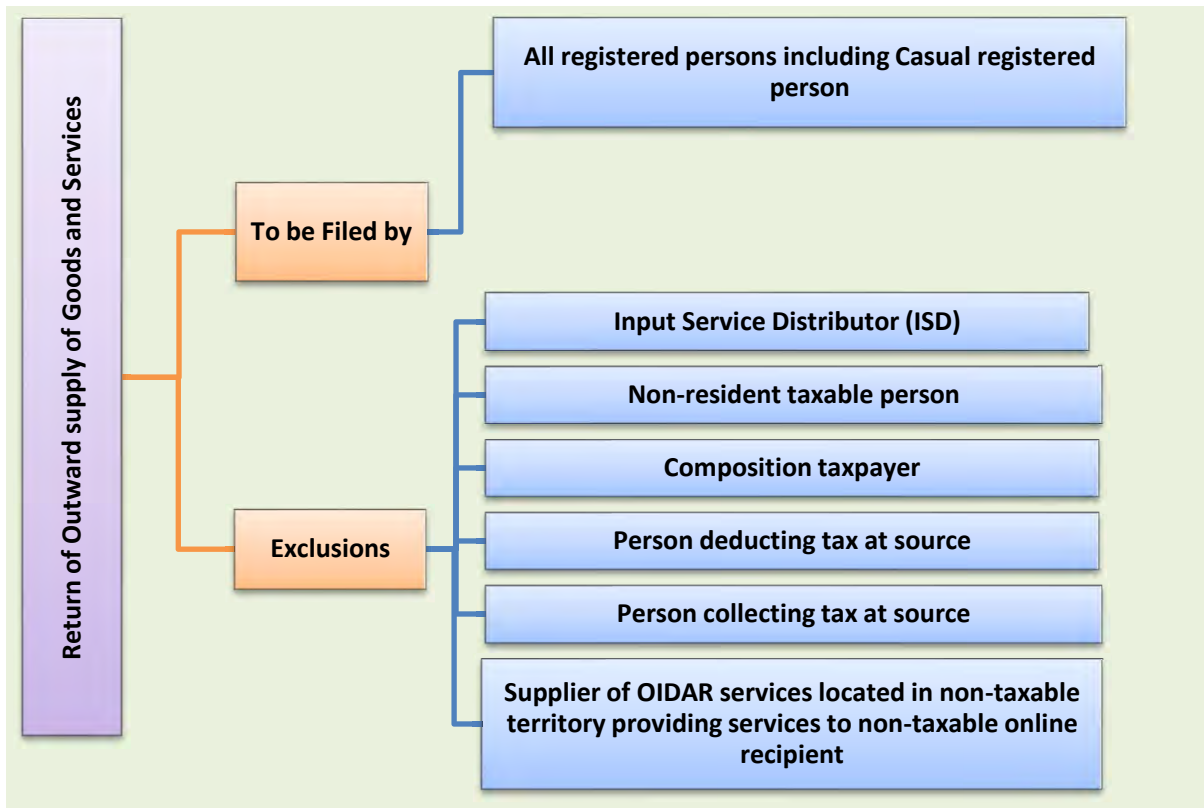 Return of Outward supply of Goods and Services
All registered persons including Casual registered
person
To be Filed by
Input Service Distributor (ISD)
Non-resident taxable person
Composition taxpayer
Exclusions
Person deducting tax at source
Person collecting tax at source
Supplier of OIDAR services located in non-taxable
territory providing services to non-taxable online
recipient